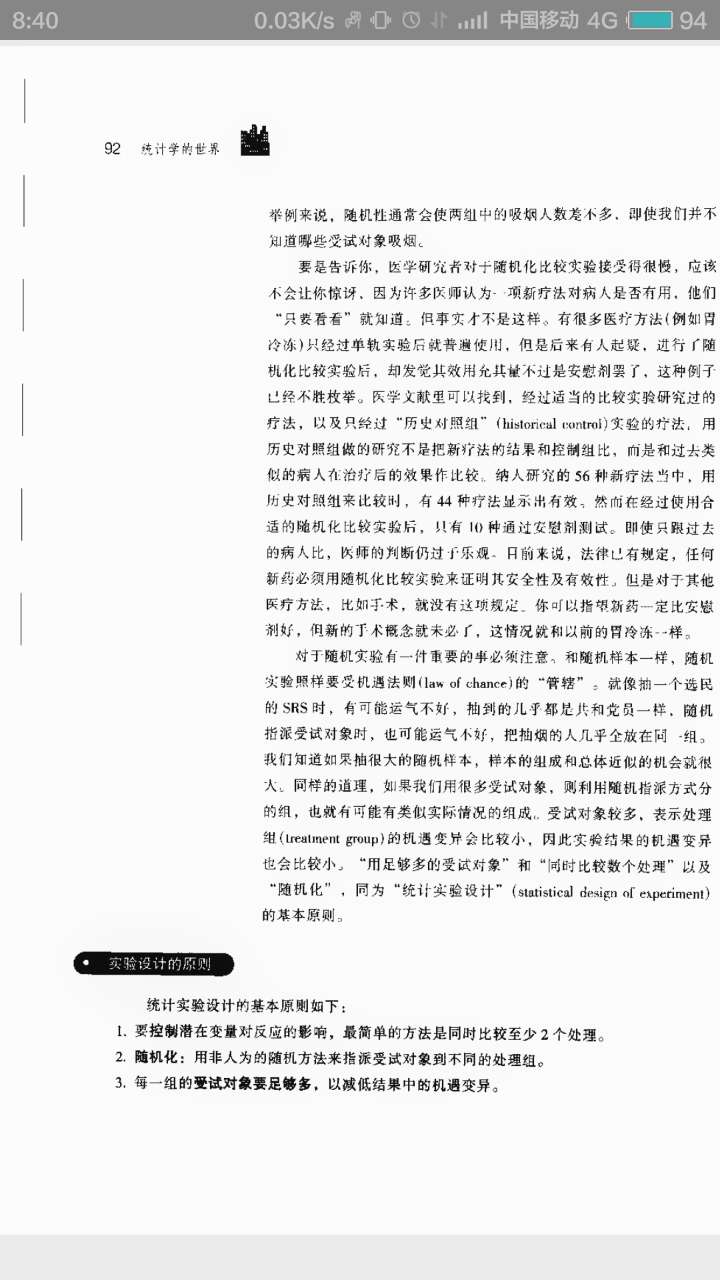 8:40 0.03K/s 中国移动 4G 94
92 统计学的世界
举例来说，随机性通常会使两组中的吸烟人数差不多，即使我们并不
知道哪些受试对象吸烟。
要是告诉你，医学研究者对于随机化比较实验接受得很慢，应该
不会让你惊讶，因为许多医师认为一项新疗法对病人是否有用，他们
“只要看看”就知道。但事实才不是这样。有很多医疗方法(例如胃
冷冻)只经过单轨实验后就普遍使用，但是后来有人起疑，进行了随
机化比较实验后，却发觉其效用充其量不过是安慰剂罢了，这种例子
已经不胜枚举。医学文献里可以找到，经过适当的比较实验研究过的
疗法，以及只经过“历史对照组”(historical control)实验的疗法，用
历史对照组做的研究不是把新疗法的结果和控制组比，而是和过去类
似的病人在治疗后的效果作比较。纳入研究的 56 种新疗法当中，用
历史对照组来比较时，有 44 种疗法显示出有效。然而在经过使用合
适的随机化比较实验后，只有 10 种通过安慰剂测试。即使只跟过去
的病人比，医师的判断仍过于乐观。目前来说，法律已有规定，任何
新药必须用随机化比较实验来证明其安全性及有效性。但是对于其他
医疗方法，比如手术，就没有这项规定。你可以指望新药一定比安慰
剂好，但新的手术概念就未必了，这情况就和以前的胃冷冻一样。
对于随机实验有一件重要的事必须注意。和随机样本一样，随机
实验照样要受机遇法则(law of chance)的“管辖”。就像抽一个选民
的 SRS 时，有可能运气不好，抽到的几乎都是共和党员一样，随机
指派受试对象时，也可能运气不好，把抽烟的人几乎全放在同一组。
我们知道如果抽很大的随机样本，样本的组成和总体近似的机会就很
大。同样的道理，如果我们用很多受试对象，则利用随机指派方式分
的组，也就有可能有类似实际情况的组成。受试对象较多，表示处理
组(treatment group)的机遇变异会比较小，因此实验结果的机遇变异
也会比较小。“用足够多的受试对象”和“同时比较数个处理”以及
“随机化”，同为“统计实验设计”(statistical design of experiment)
的基本原则。
实验设计的原则
统计实验设计的基本原则如下：
1. 要控制潜在变量对反应的影响，最简单的方法是同时比较至少 2 个处理。
2. 随机化：用非人为的随机方法来指派受试对象到不同的处理组。
3. 每一组的受试对象要足够多，以减低结果中的机遇变异。